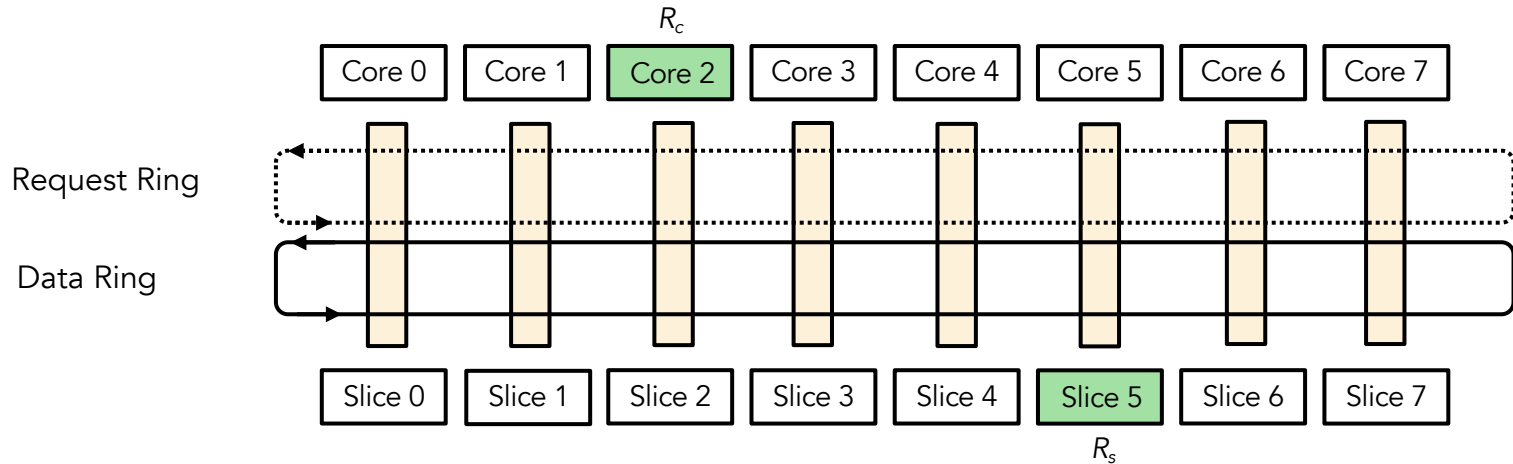 R_c
Core 0 Core 1 Core 2 Core 3 Core 4 Core 5 Core 6 Core 7
Request Ring
Data Ring
Slice 0 Slice 1 Slice 2 Slice 3 Slice 4 Slice 5 Slice 6 Slice 7
R_s